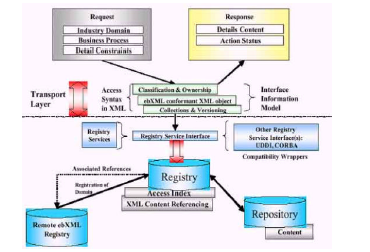 Request
Industry Domain
Business Process
Detail Constraints
Response
Details Content
Action Status
Transport
Layer
Access
Syntax
in XML
Classification & Ownership
ebXML conformant XML object
Collections & Versioning
Interface
Information
Model
Registry
Services
Registry Service Interface
Other Registry
Service Interface(s):
UDDI, CORBA
Compatibility Wrappers
Associated References
Registration of
Domain
Registry
Access Index
XML Content Referencing
Remote ebXML
Registry
Repository
Content